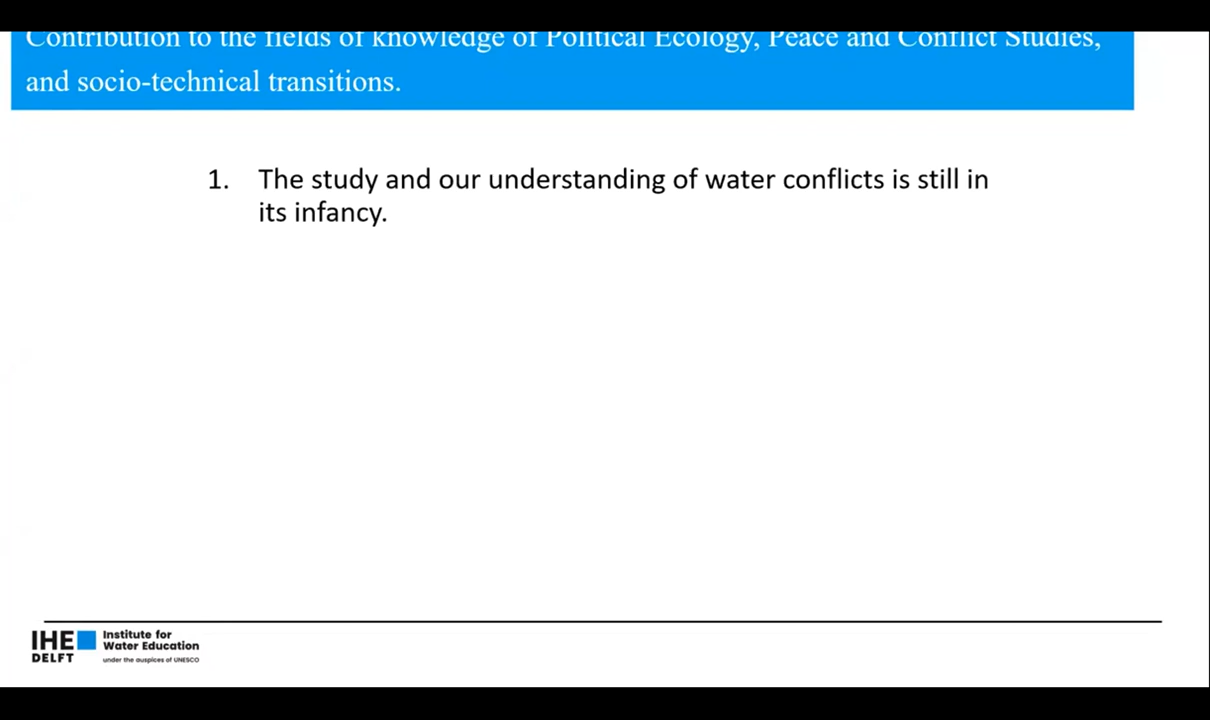 Contribution to the fields of knowledge of Political Ecology, Peace and Conflict Studies,
and socio-technical transitions.
1. The study and our understanding of water conflicts is still in
its infancy.
IHE
DELFT
Institute for
Water Education
under the auspices of UNESCO